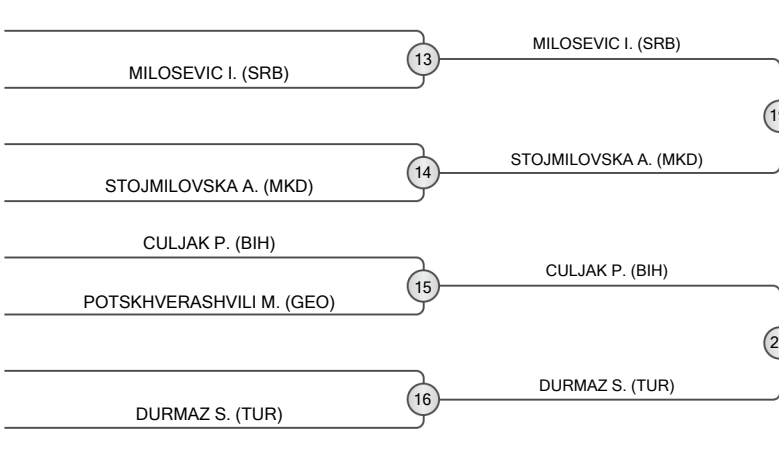 MILOSEVIC I. (SRB)
13
MILOSEVIC I. (SRB)
STOJMILOVSKA A. (MKD)
14
STOJMILOVSKA A. (MKD)
CULJAK P. (BIH)
15
CULJAK P. (BIH)
POTSKHVERASHVILI M. (GEO)
DURMAZ S. (TUR)
16
DURMAZ S. (TUR)